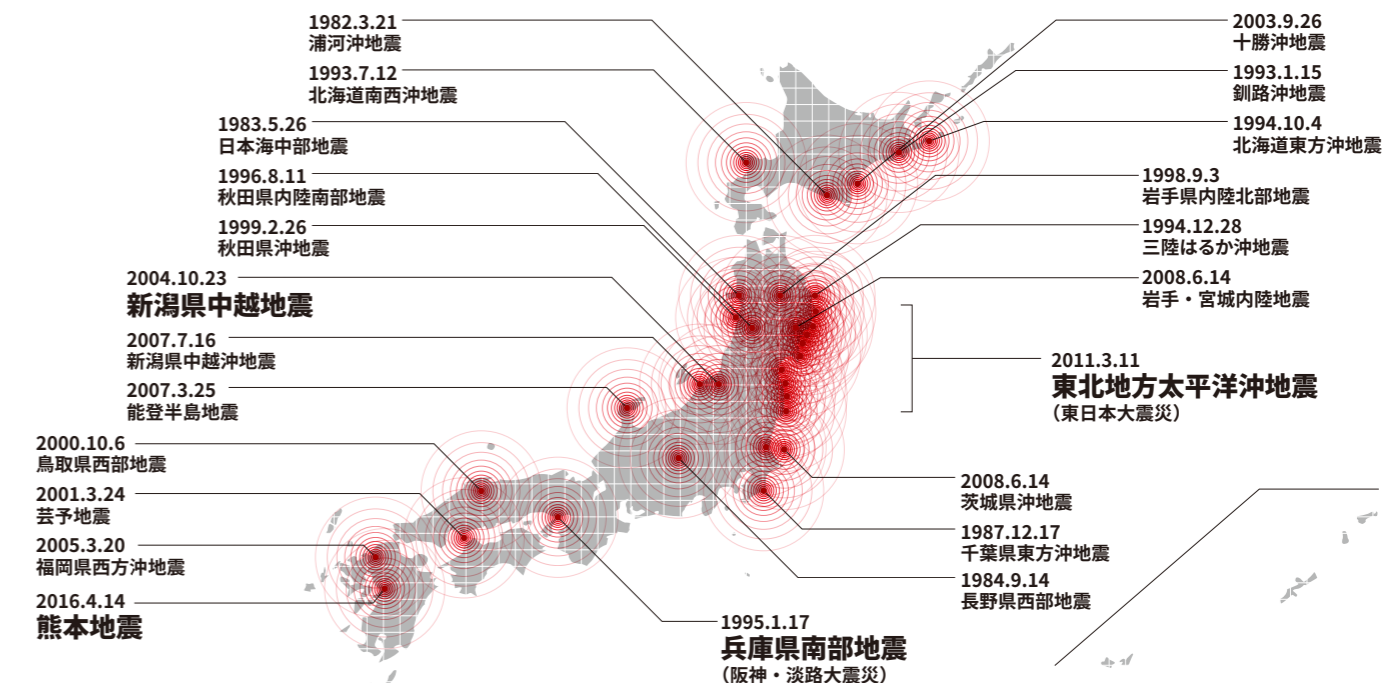 1982.3.21
浦河沖地震
1993.7.12
北海道南西沖地震
1983.5.26
日本海中部地震
1996.8.11
秋田県内陸南部地震
1999.2.26
秋田県沖地震
2004.10.23
新潟県中越地震
2007.7.16
新潟県中越沖地震
2007.3.25
能登半島地震
2000.10.6
鳥取県西部地震
2001.3.24
芸予地震
2005.3.20
福岡県西方沖地震
2016.4.14
熊本地震
2003.9.26
十勝沖地震
1993.1.15
釧路沖地震
1994.10.4
北海道東方沖地震
1998.9.3
岩手県内陸北部地震
1994.12.28
三陸はるか沖地震
2008.6.14
岩手・宮城内陸地震
2011.3.11
東北地方太平洋沖地震
（東日本大震災）
2008.6.14
茨城県沖地震
1987.12.17
千葉県東方沖地震
1984.9.14
長野県西部地震
1995.1.17
兵庫県南部地震
（阪神・淡路大震災）